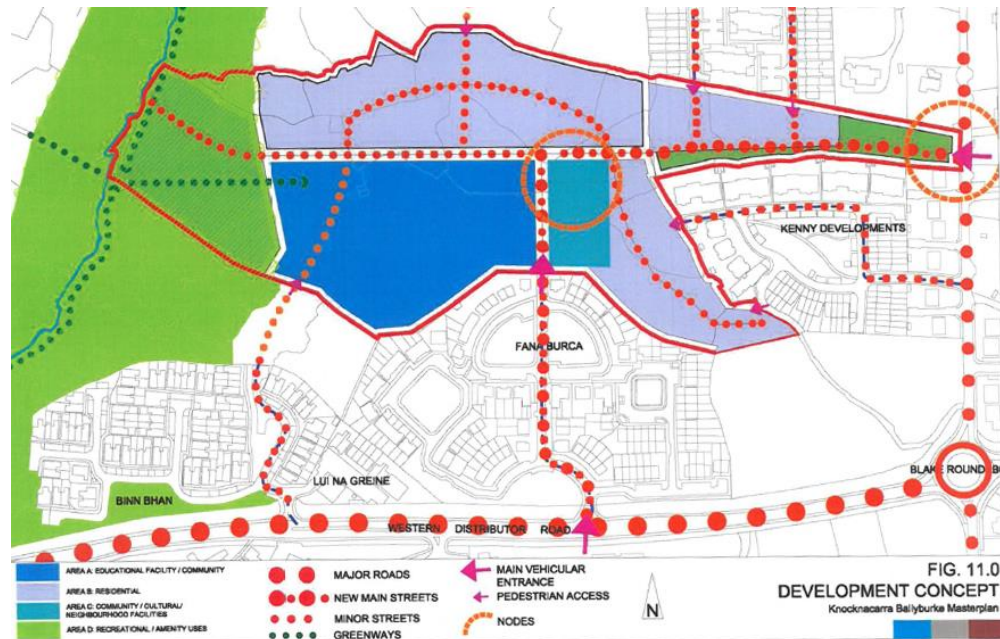 KENNY DEVELOPMENTS
FANA BURCA
LUI NA GREINE
BINN BHAN
WESTERN DISTRIBUTOR ROAD
BLAKE ROUND
AREA A: EDUCATIONAL FACILITY / COMMUNITY
AREA B: RESIDENTIAL
AREA C: COMMUNITY / CULTURAL/
NEIGHBOURHOOD FACILITIES
AREA D: RECREATIONAL / AMENITY USES
MAJOR ROADS
NEW MAIN STREETS
MINOR STREETS
GREENWAYS
MAIN VEHICULAR
ENTRANCE
PEDESTRIAN ACCESS
NODES
N
FIG. 11.0
DEVELOPMENT CONCEPT
Knocknacarra Ballyburke Masterplan